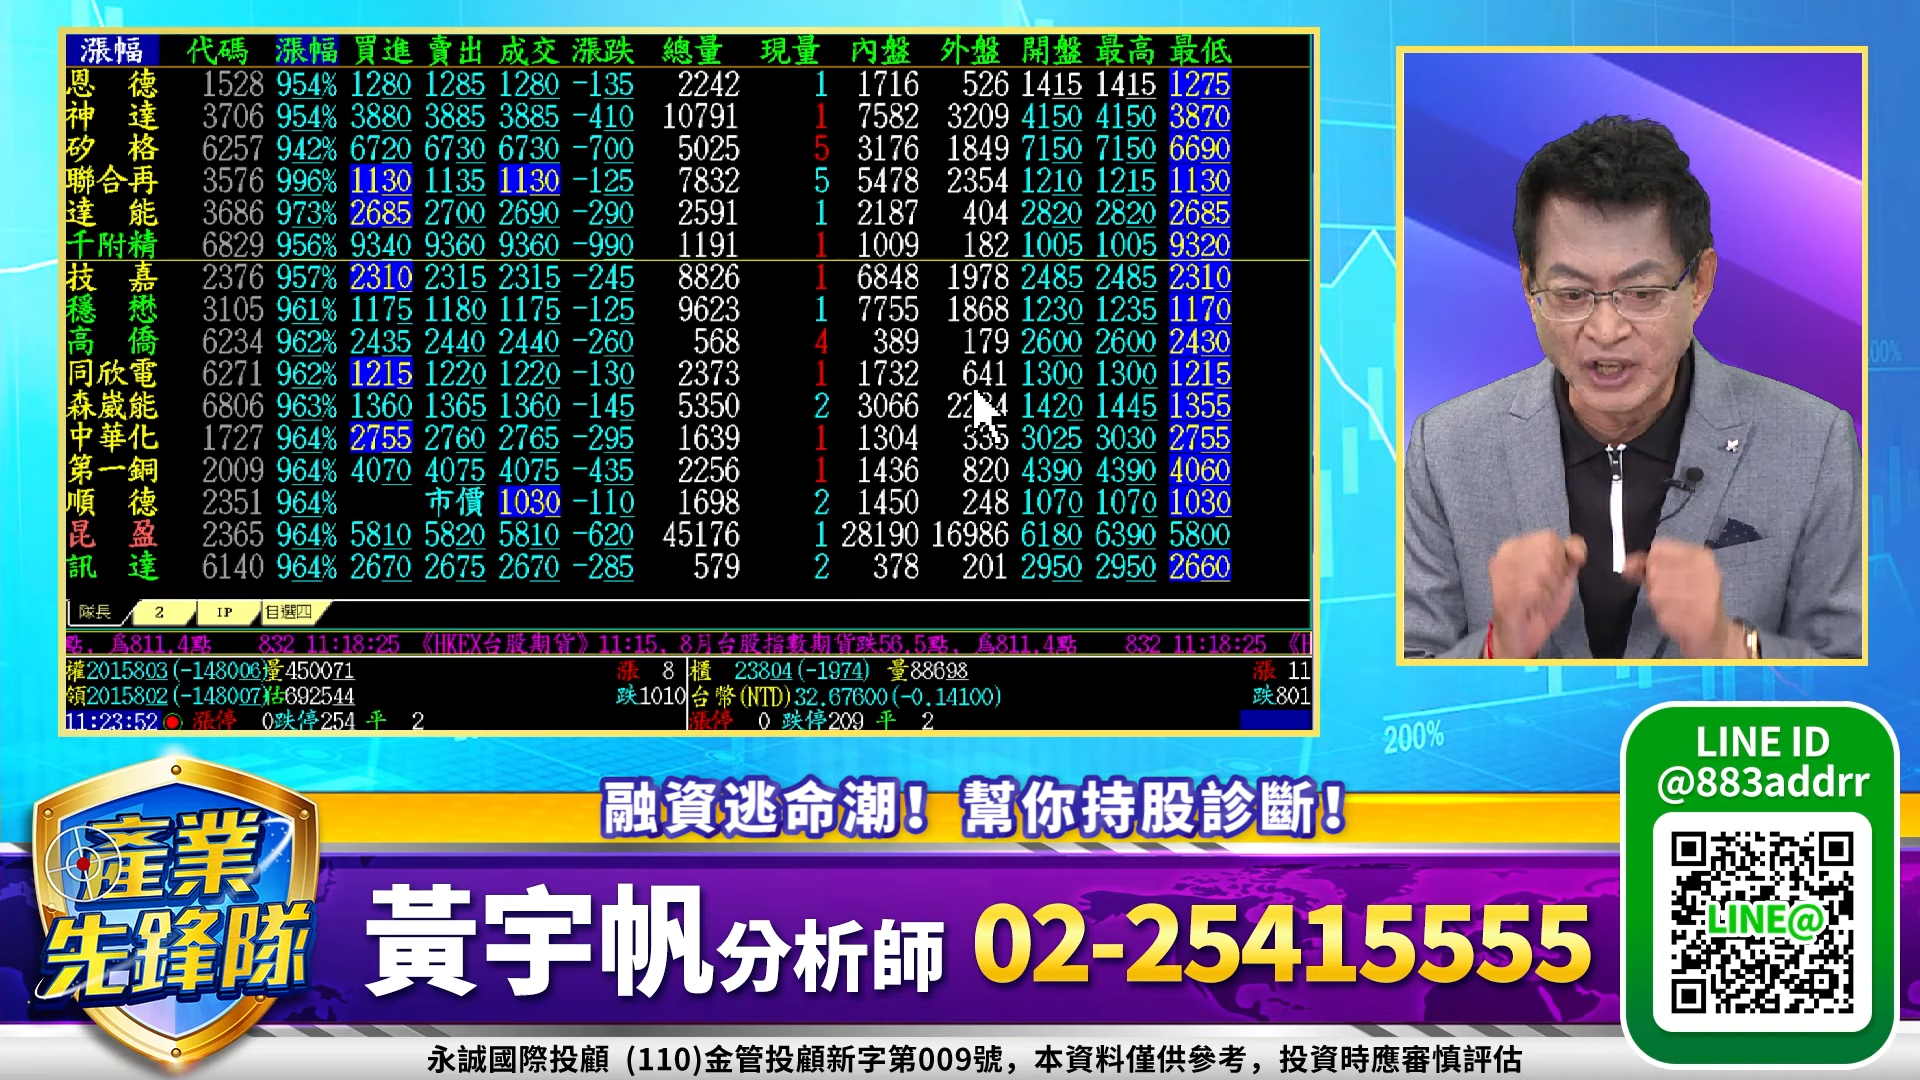 漲幅 代碼 漲幅 買進 賣出 成交 漲跌 總量 現量 內盤 外盤 開盤 最高 最低
恩德 1528 954% 1280 1285 1280 -135 2242 1 1716 526 1415 1415 1275
神達 3706 954% 3880 3885 3885 -410 10791 1 7582 3209 4150 4150 3870
矽格 6257 942% 6720 6730 6730 -700 5025 5 3176 1849 7150 7150 6690
聯合再 3576 996% 1130 1135 1130 -125 7832 5 5478 2354 1210 1215 1130
達能 3686 973% 2685 2700 2690 -290 2591 1 2187 404 2820 2820 2685
千附精 6829 956% 9340 9360 9360 -990 1191 1 1009 182 1005 1005 9320
技嘉 2376 957% 2310 2315 2315 -245 8826 1 6848 1978 2485 2485 2310
穩懋 3105 961% 1175 1180 1175 -125 9623 1 7755 1868 1230 1235 1170
高僑 6234 962% 2435 2440 2440 -260 568 4 389 179 2600 2600 2430
同欣電 6271 962% 1215 1220 1220 -130 2373 1 1732 641 1300 1300 1215
森崴能 6806 963% 1360 1365 1360 -145 5350 2 3066 1420 1445 1355
中華化 1727 964% 2755 2760 2765 -295 1639 1 1304 335 3025 3030 2755
第一銅 2009 964% 4070 4075 4075 -435 2256 1 1436 820 4390 4390 4060
順德 2351 964% 市價 1030 -110 1698 2 1450 248 1070 1070 1030
昆盈 2365 964% 5810 5820 5810 -620 45176 1 28190 16986 6180 6390 5800
訊達 6140 964% 2670 2675 2670 -285 579 2 378 201 2950 2950 2660
隊長 2 IP 自選四
點，為811.4點 832 11:18:25 《HKEX台股期貨》11:15，8月台股指數期貨跌56.5點，為811.4點 832 11:18:25
權2015803(-148006)量450071 漲 8 櫃 23804(-1974) 量88698 漲 11
領2015802(-148007)估692544 跌1010 台幣(NTD)32.67600(-0.14100) 跌801
11:23:52 漲停 0跌停254 平 2 漲停 0 跌停209 平 2
200%
LINE ID
@883addrr
LINE@
融資逃命潮！幫你持股診斷！
產業
先鋒隊
黃宇帆分析師 02-25415555
永誠國際投顧 (110)金管投顧新字第009號，本資料僅供參考，投資時應審慎評估